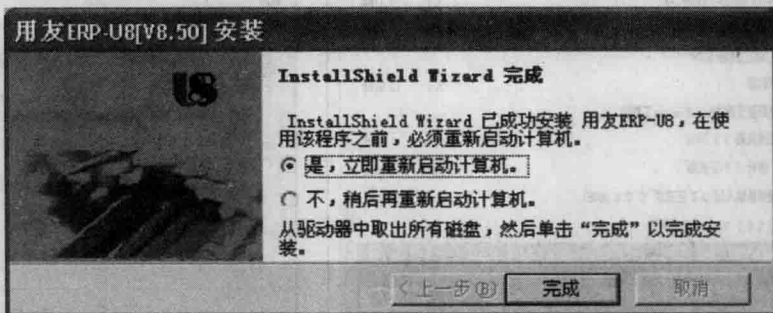 用友ERP-U8[V8.50] 安装
U8
InstallShield Wizard 完成
InstallShield Wizard 已成功安装 用友ERP-U8，在使
用该程序之前，必须重新启动计算机。
是，立即重新启动计算机。
不，稍后再重新启动计算机。
从驱动器中取出所有磁盘，然后单击“完成”以完成安
装。
<上一步(B)
完成
取消